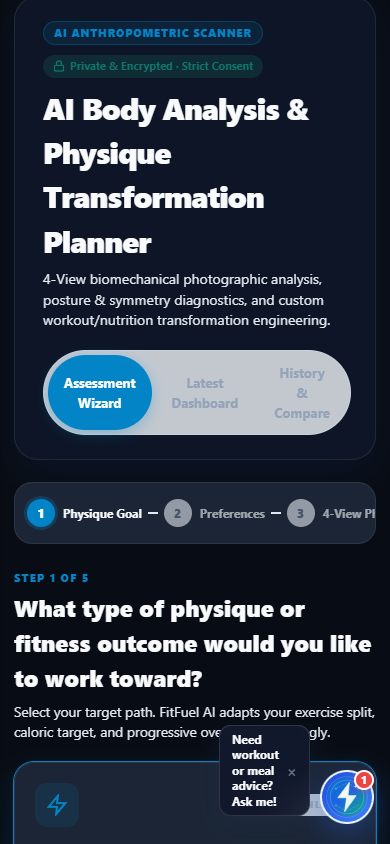 AI ANTHROPOMETRIC SCANNER
Private & Encrypted · Strict Consent
AI Body Analysis &
Physique
Transformation
Planner
4-View biomechanical photographic analysis,
posture & symmetry diagnostics, and custom
workout/nutrition transformation engineering.
Assessment
Wizard
Latest
Dashboard
History
&
Compare
1 Physique Goal
2 Preferences
3 4-View
STEP 1 OF 5
What type of physique or
fitness outcome would you like
to work toward?
Select your target path. FitFuel AI adapts your exercise split,
caloric target, and progressive
Need
workout
or meal
advice?
Ask me!
×
1